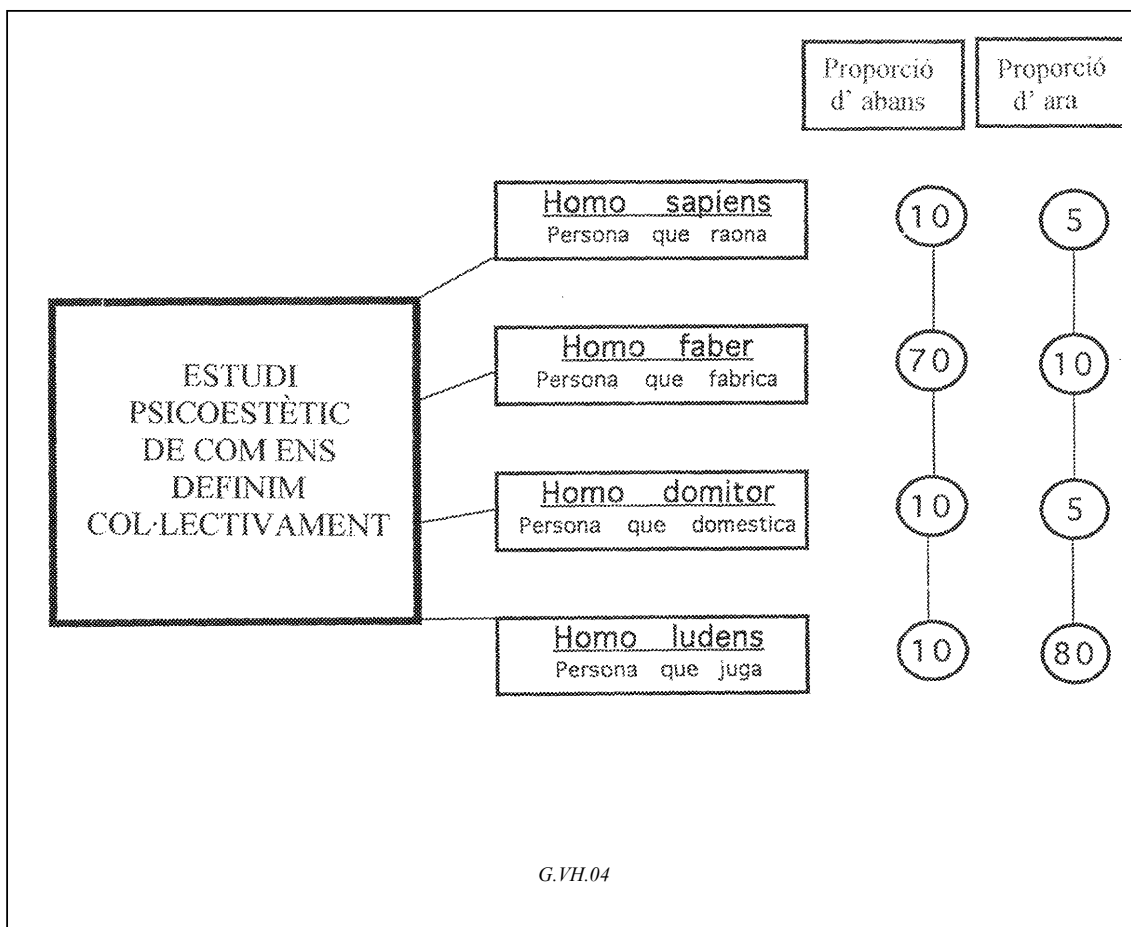 Proporció
d' abans
Proporció
d' ara
Homo sapiens
Persona que raona
10
5
Homo faber
Persona que fabrica
70
10
ESTUDI
PSICOESTÈTIC
DE COM ENS
DEFINIM
COL·LECTIVAMENT
Homo domitor
Persona que domestica
10
5
Homo ludens
Persona que juga
10
80
G.VH.04